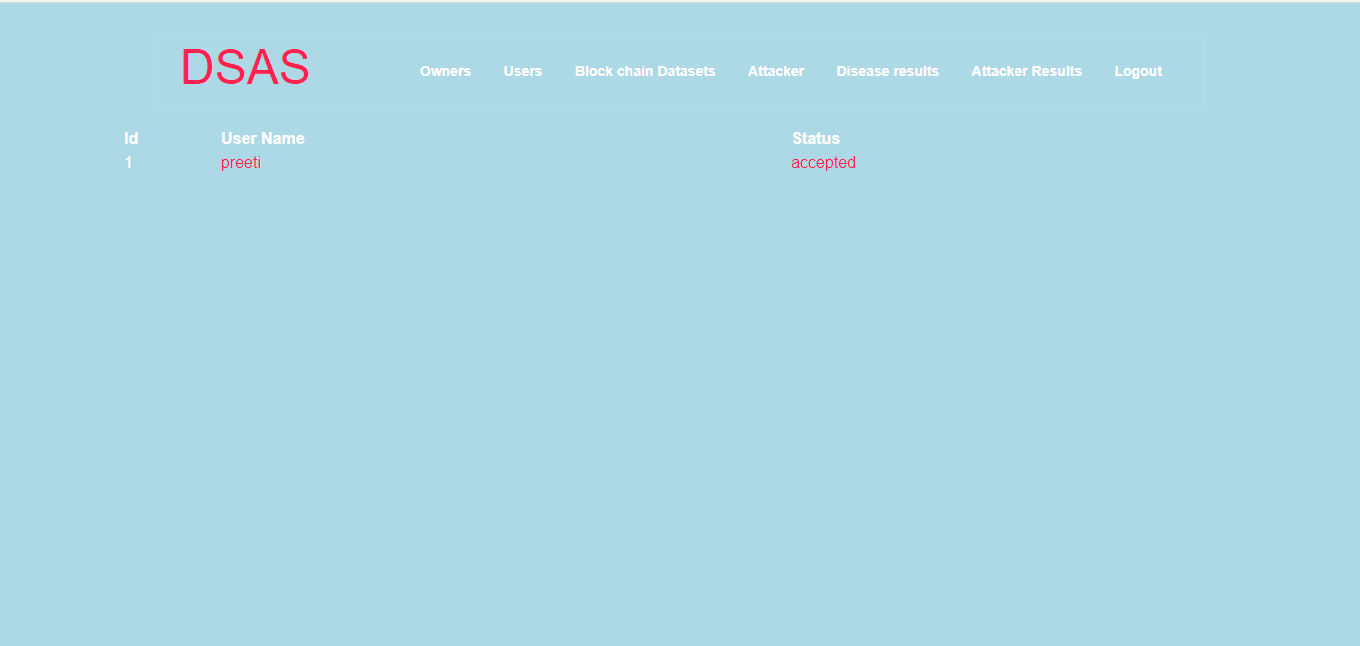 DSAS Owners Users Block chain Datasets Attacker Disease results Attacker Results Logout
Id User Name Status
1 preeti accepted